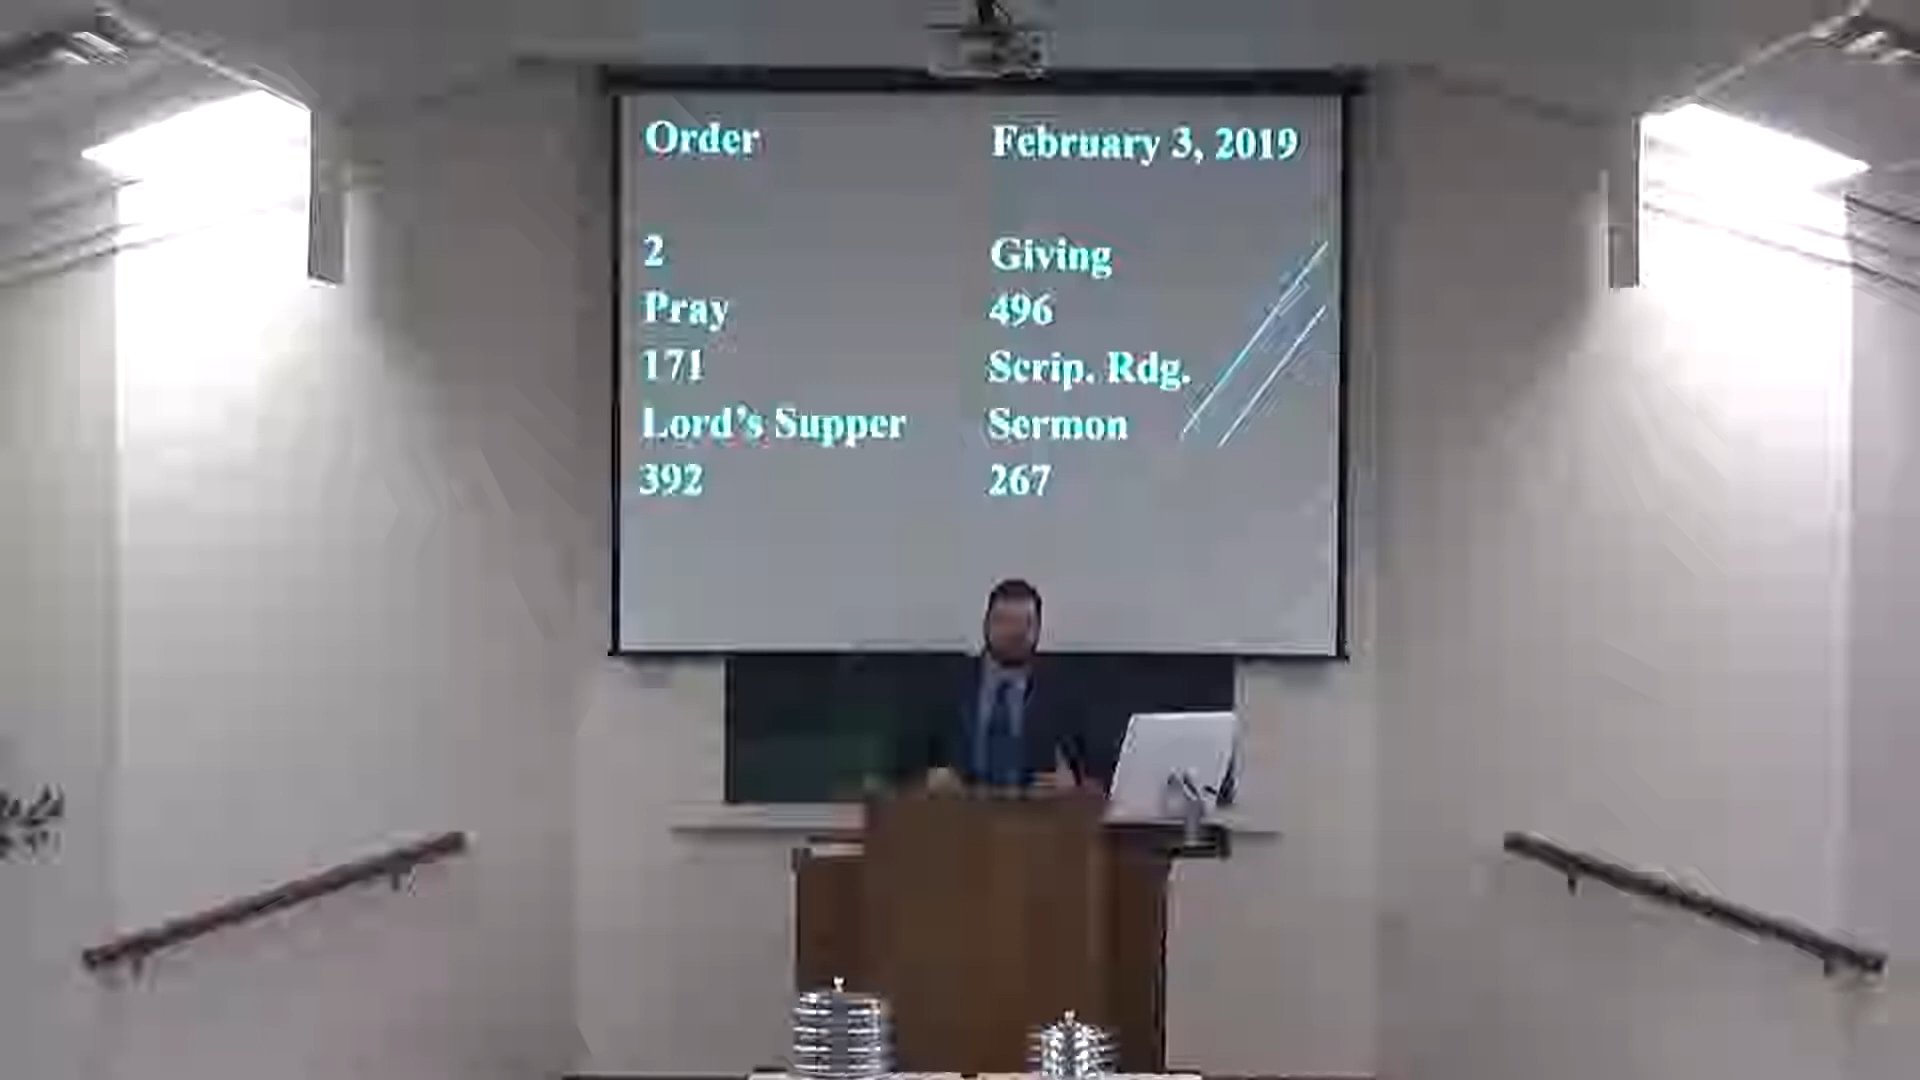 Order
2
Pray
171
Lord's Supper
392
February 3, 2019
Giving
496
Scrip. Rdg.
Sermon
267